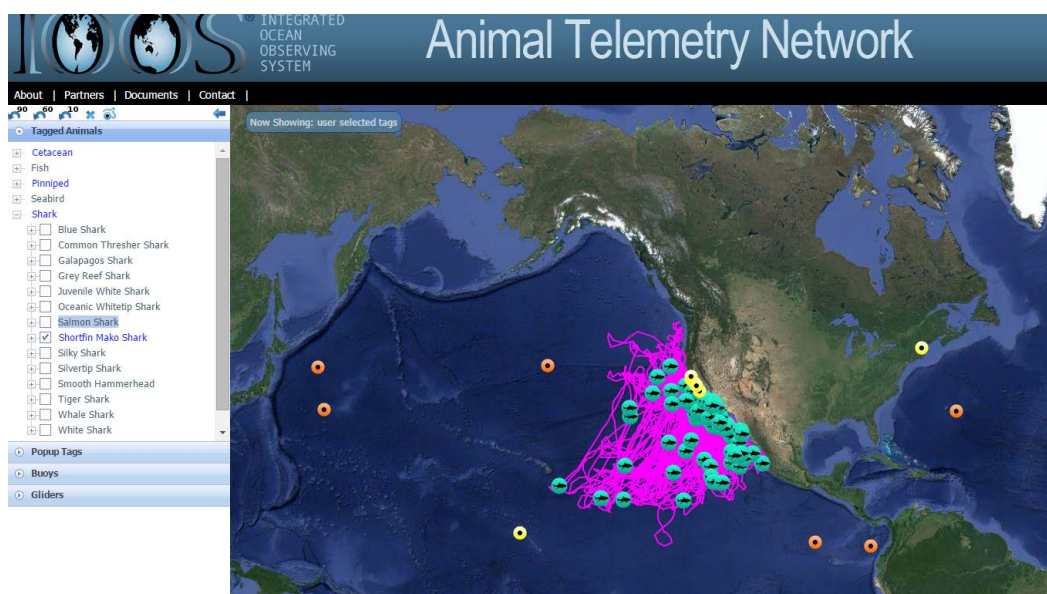 IOOS®
INTEGRATED
OCEAN
OBSERVING
SYSTEM
Animal Telemetry Network
About | Partners | Documents | Contact |
90 60 10
Tagged Animals
Now Showing: user selected tags
Cetacean
Fish
Pinniped
Seabird
Shark
Blue Shark
Common Thresher Shark
Galapagos Shark
Grey Reef Shark
Juvenile White Shark
Oceanic Whitetip Shark
Salmon Shark
Shortfin Mako Shark
Silky Shark
Silvertip Shark
Smooth Hammerhead
Tiger Shark
Whale Shark
White Shark
Popup Tags
Buoys
Gliders